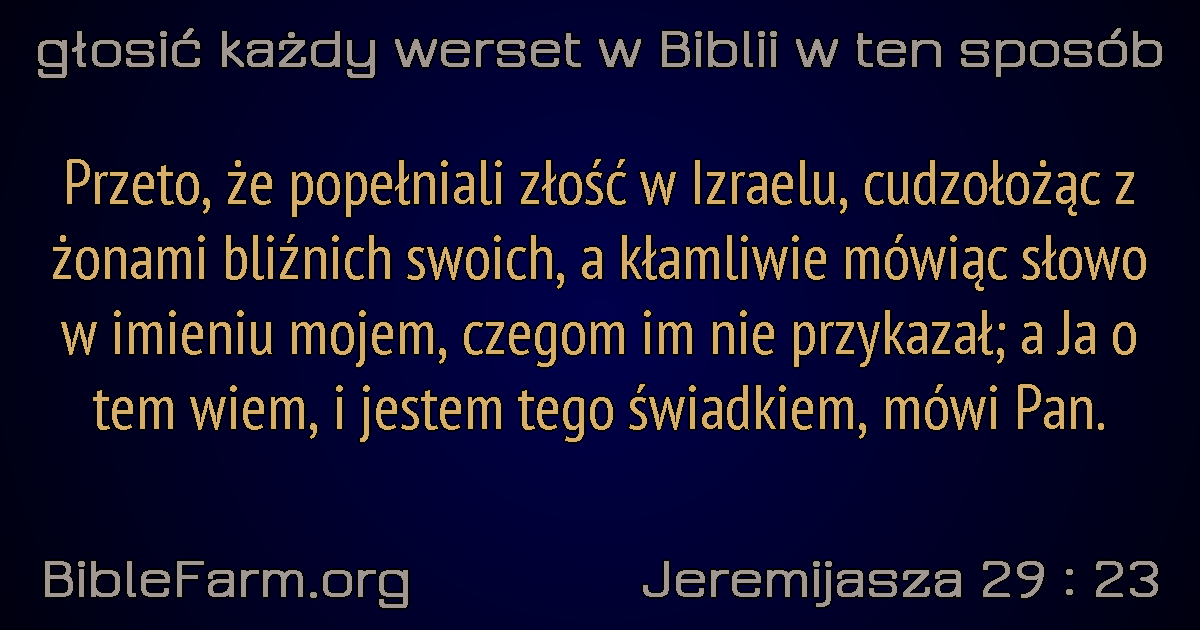 głosić każdy werset w Biblii w ten sposób
Przeto, że popełniali złość w Izraelu, cudzołożąc z
żonami bliźnich swoich, a kłamliwie mówiąc słowo
w imieniu mojem, czegom im nie przykazał; a Ja o
tem wiem, i jestem tego świadkiem, mówi Pan.
BibleFarm.org
Jeremijasza 29 : 23